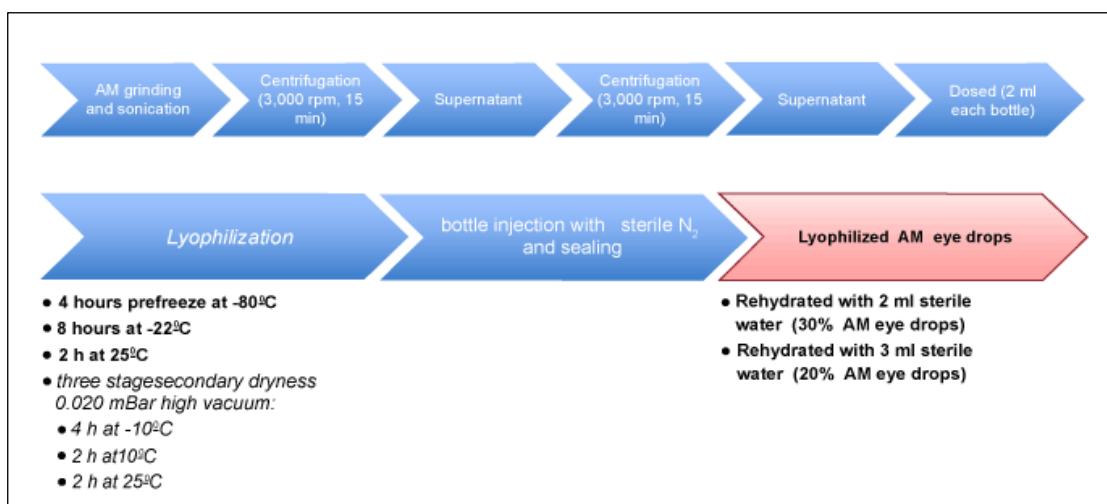 AM grinding
and sonication
Centrifugation
(3,000 rpm, 15
min)
Supernatant
Centrifugation
(3,000 rpm, 15
min)
Supernatant
Dosed (2 ml
each bottle)
Lyophilization
bottle injection with sterile N₂
and sealing
Lyophilized AM eye drops
• 4 hours prefreeze at -80ºC
• 8 hours at -22ºC
• 2 h at 25ºC
• three stagesecondary dryness
0.020 mBar high vacuum:
• 4 h at -10ºC
• 2 h at10ºC
• 2 h at 25ºC
• Rehydrated with 2 ml sterile
water (30% AM eye drops)
• Rehydrated with 3 ml sterile
water (20% AM eye drops)